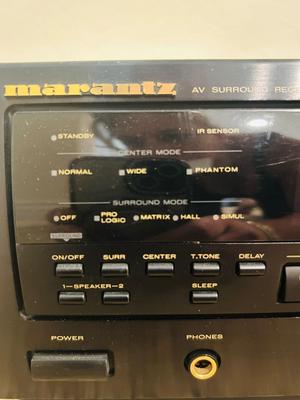 marantz AV SURROUND REC
STANDBY IR SENSOR
CENTER MODE
NORMAL WIDE PHANTOM
SURROUND MODE
OFF PRO LOGIC MATRIX HALL SIMUL
SURROUND
ON/OFF SURR CENTER T.TONE DELAY
1-SPEAKER-2 SLEEP
POWER PHONES